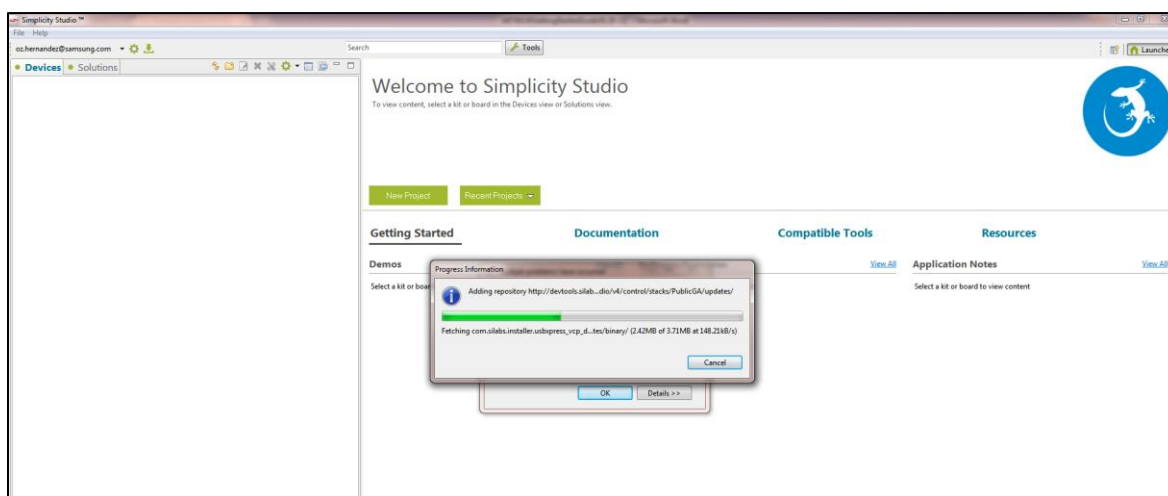 Simplicity Studio ™
File Help
oz.hernandez@samsung.com
Search
Tools
Launche
Devices
Solutions
Welcome to Simplicity Studio
To view content, select a kit or board in the Devices view or Solutions view.
New Project
Recent Projects
Getting Started
Documentation
Compatible Tools
Resources
Demos
View All
Application Notes
View All
Select a kit or boar
Select a kit or board to view content
Progress Information
Adding repository http://devtools.silab...dio/v4/control/stacks/PublicGA/updates/
Fetching com.silabs.installer.usbxpress_vcp_d...tes/binary/ (2.42MB of 3.71MB at 148.21kB/s)
Cancel
OK
Details >>